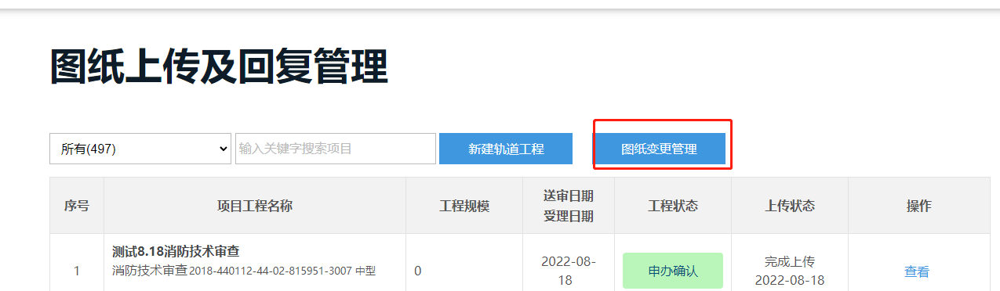 图纸上传及回复管理
所有(497)
输入关键字搜索项目
新建轨道工程
图纸变更管理
序号
项目工程名称
工程规模
送审日期
受理日期
工程状态
上传状态
操作
1
测试8.18消防技术审查
消防技术审查2018-440112-44-02-815951-3007 中型
0
2022-08-
18
申办确认
完成上传
2022-08-18
查看